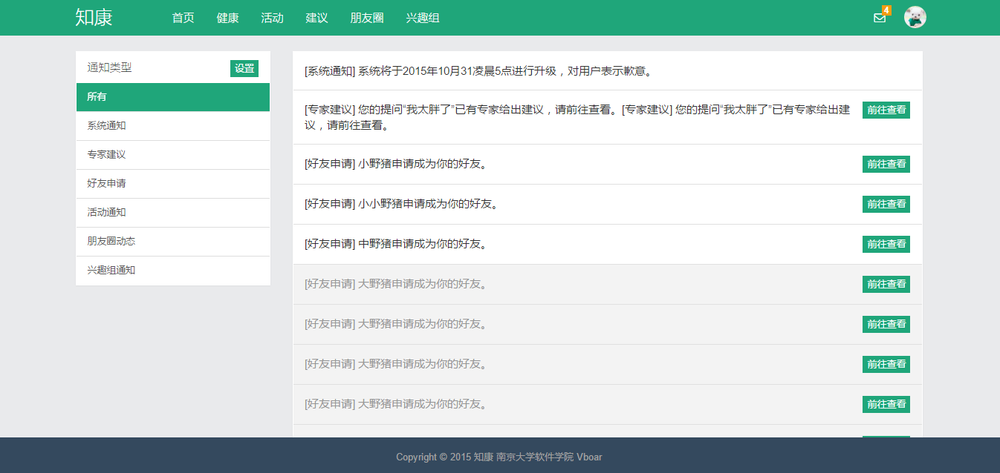 知康 首页 健康 活动 建议 朋友圈 兴趣组 4
通知类型 设置
所有
系统通知
专家建议
好友申请
活动通知
朋友圈动态
兴趣组通知
[系统通知] 系统将于2015年10月31凌晨5点进行升级，对用户表示歉意。
[专家建议] 您的提问“我太胖了”已有专家给出建议，请前往查看。[专家建议] 您的提问“我太胖了”已有专家给出建 前往查看
议，请前往查看。
[好友申请] 小野猪申请成为你的好友。 前往查看
[好友申请] 小小野猪申请成为你的好友。 前往查看
[好友申请] 中野猪申请成为你的好友。 前往查看
[好友申请] 大野猪申请成为你的好友。 前往查看
[好友申请] 大野猪申请成为你的好友。 前往查看
[好友申请] 大野猪申请成为你的好友。 前往查看
[好友申请] 大野猪申请成为你的好友。 前往查看
Copyright © 2015 知康 南京大学软件学院 Vboar